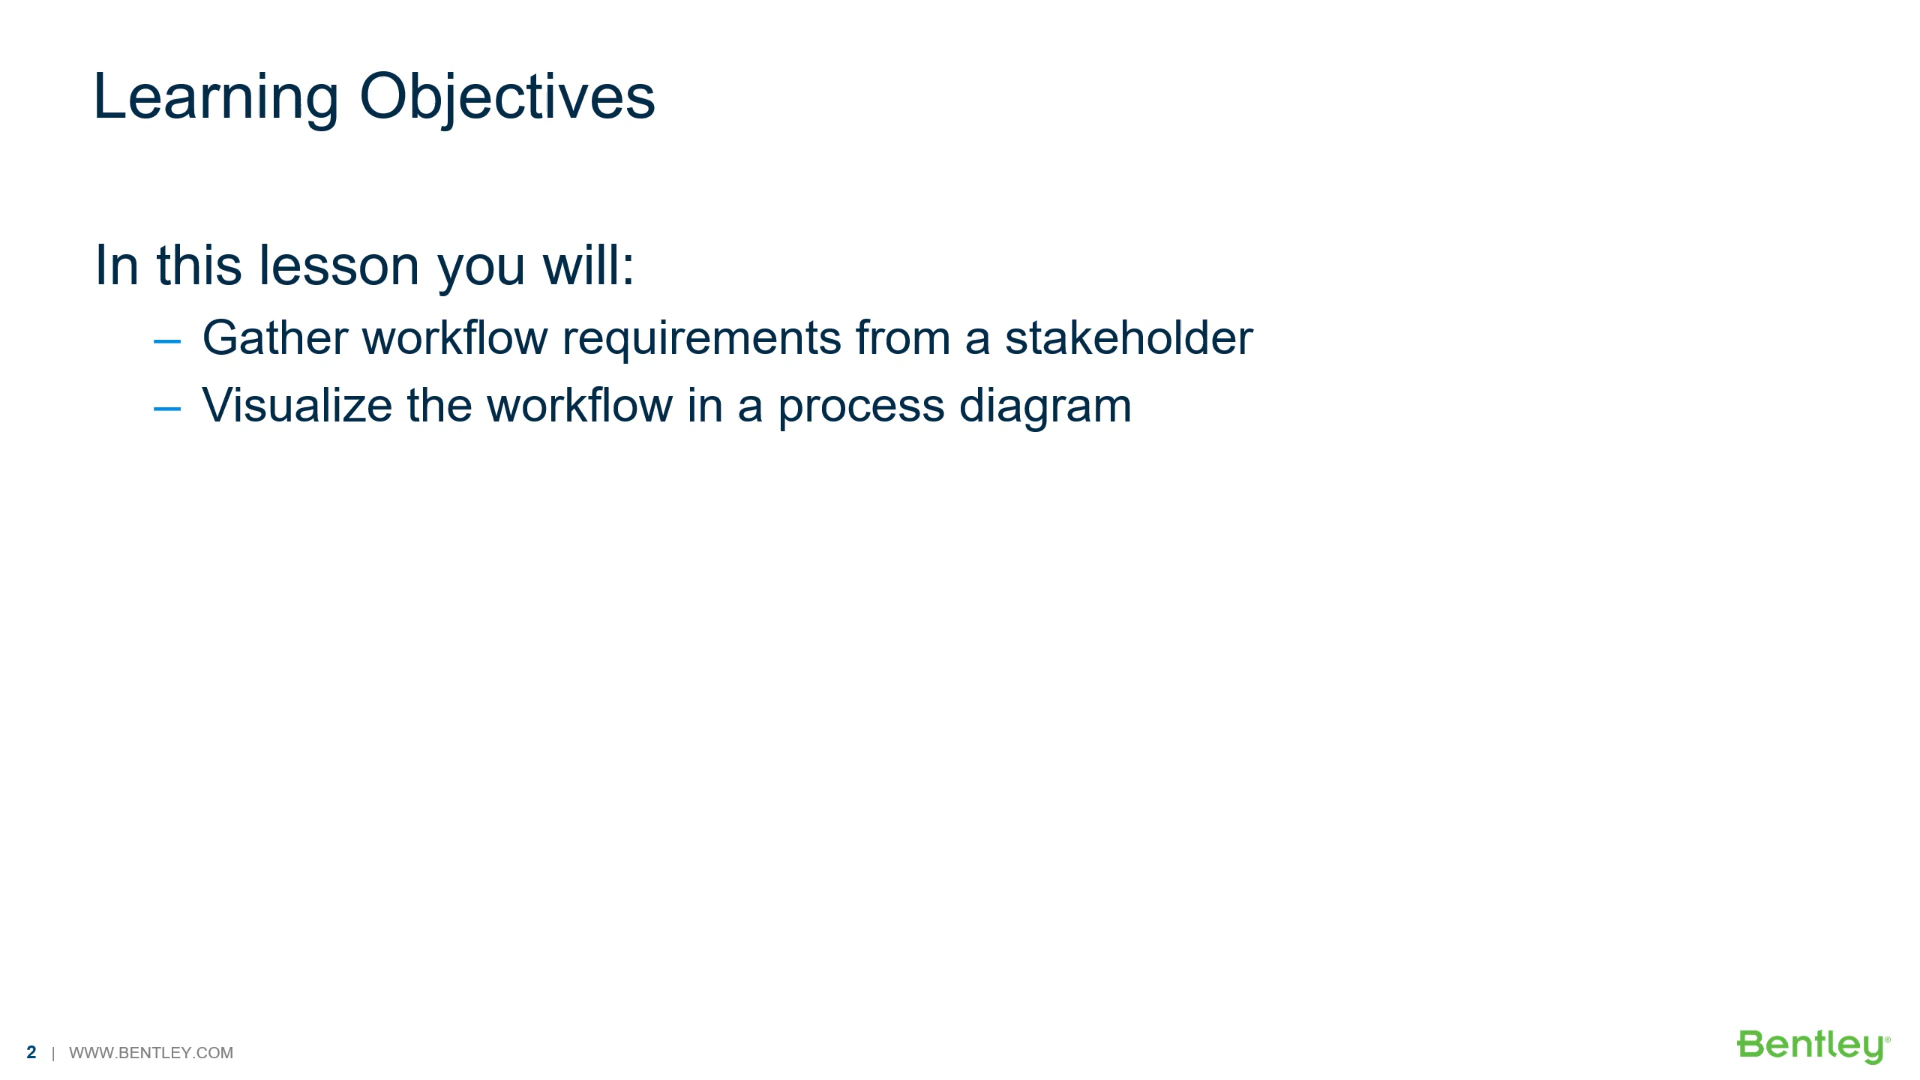 Learning Objectives
In this lesson you will:
– Gather workflow requirements from a stakeholder
– Visualize the workflow in a process diagram
2 | WWW.BENTLEY.COM
Bentley®